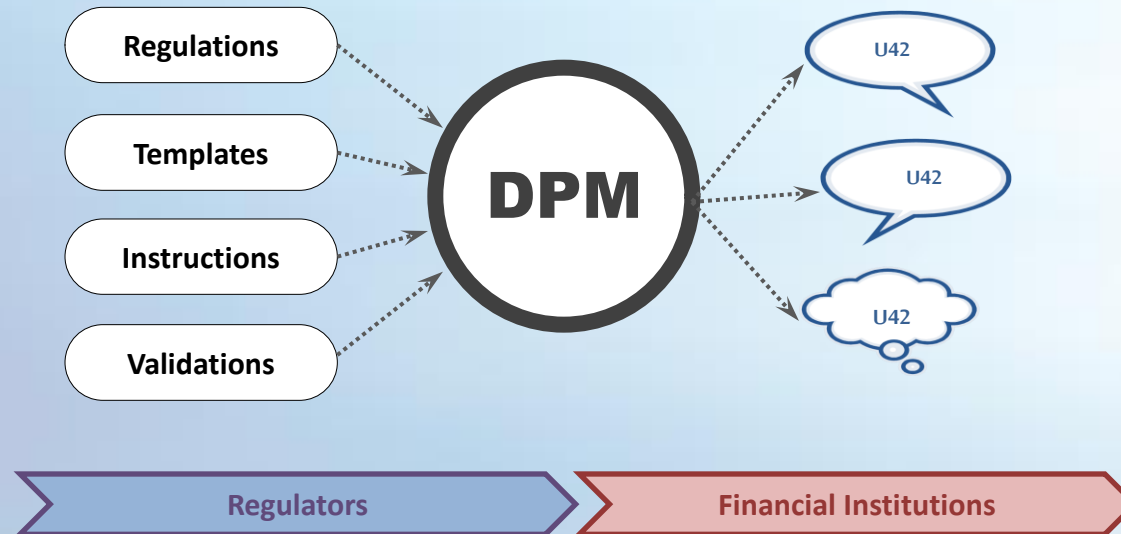 Regulations
Templates
Instructions
Validations
DPM
U42
U42
U42
Regulators
Financial Institutions